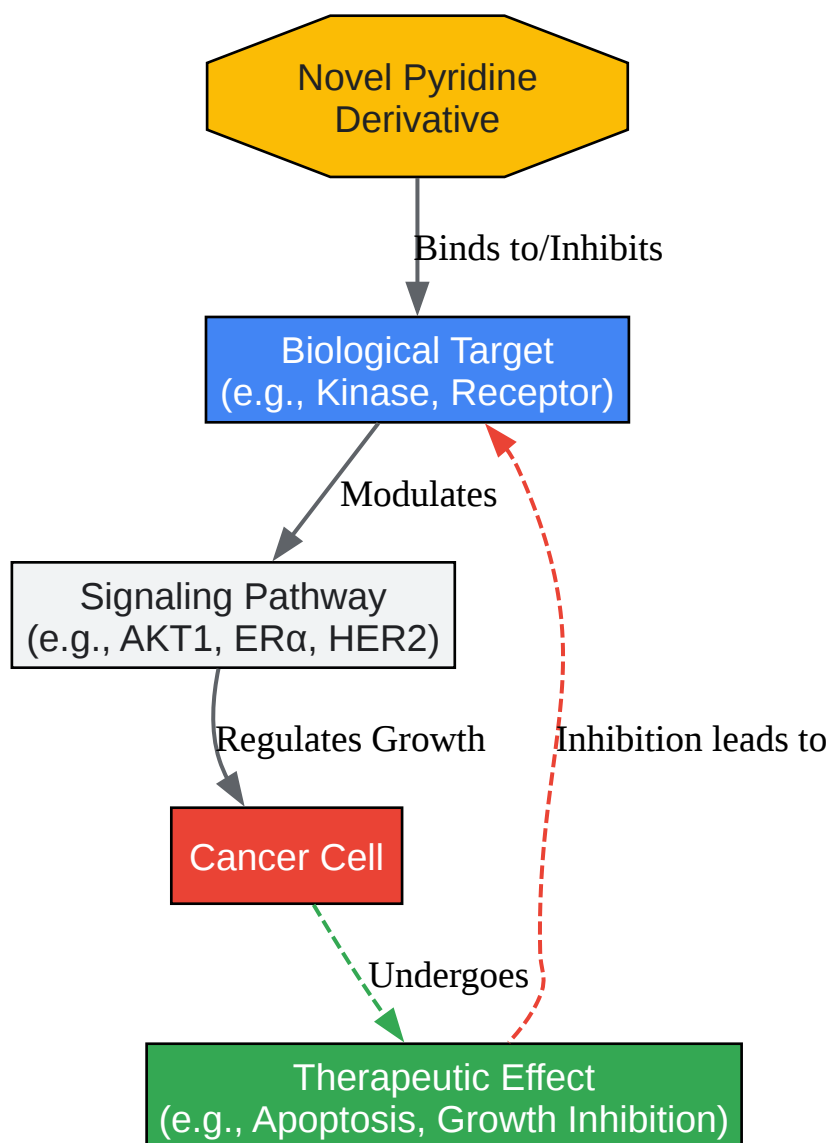 Novel Pyridine
Derivative
Binds to/Inhibits
Biological Target
(e.g., Kinase, Receptor)
Modulates
Signaling Pathway
(e.g., AKT1, ERα, HER2)
Regulates Growth
Inhibition leads to
Cancer Cell
Undergoes
Therapeutic Effect
(e.g., Apoptosis, Growth Inhibition)